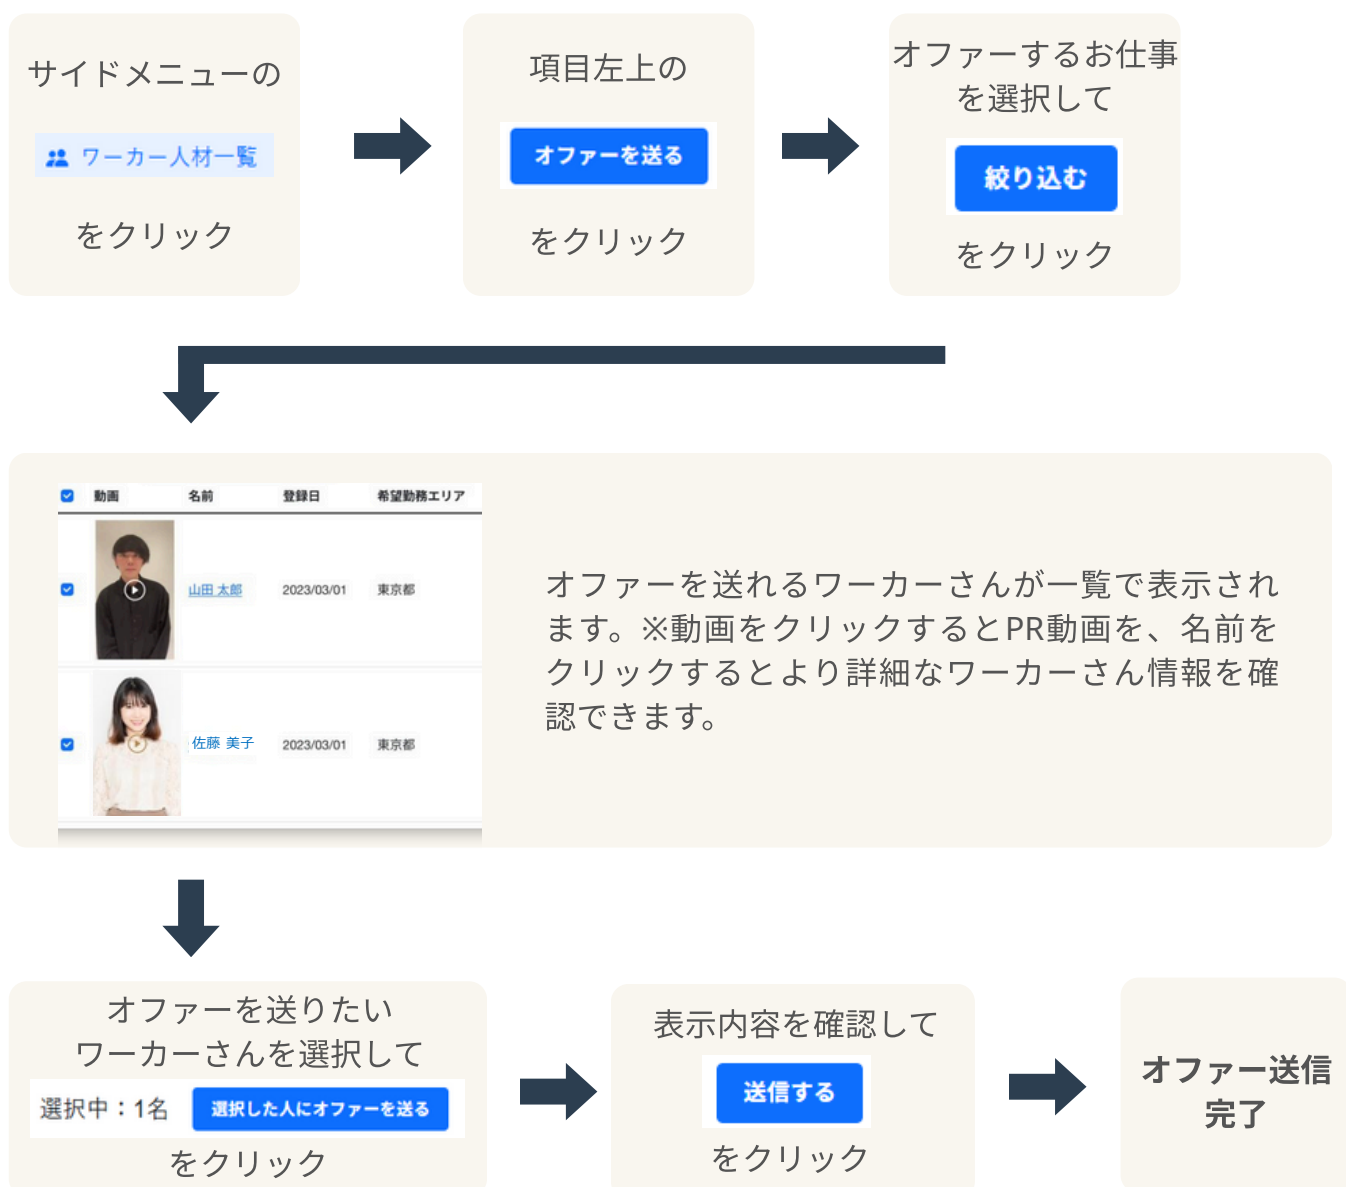 サイドメニューの
ワーカー人材一覧
をクリック
項目左上の
オファーを送る
をクリック
オファーするお仕事
を選択して
絞り込む
をクリック
動画 名前 登録日 希望勤務エリア
山田 太郎 2023/03/01 東京都
佐藤 美子 2023/03/01 東京都
オファーを送れるワーカーさんが一覧で表示され
ます。※動画をクリックするとPR動画を、名前を
クリックするとより詳細なワーカーさん情報を確
認できます。
オファーを送りたい
ワーカーさんを選択して
選択中：1名 選択した人にオファーを送る
をクリック
表示内容を確認して
送信する
をクリック
オファー送信
完了